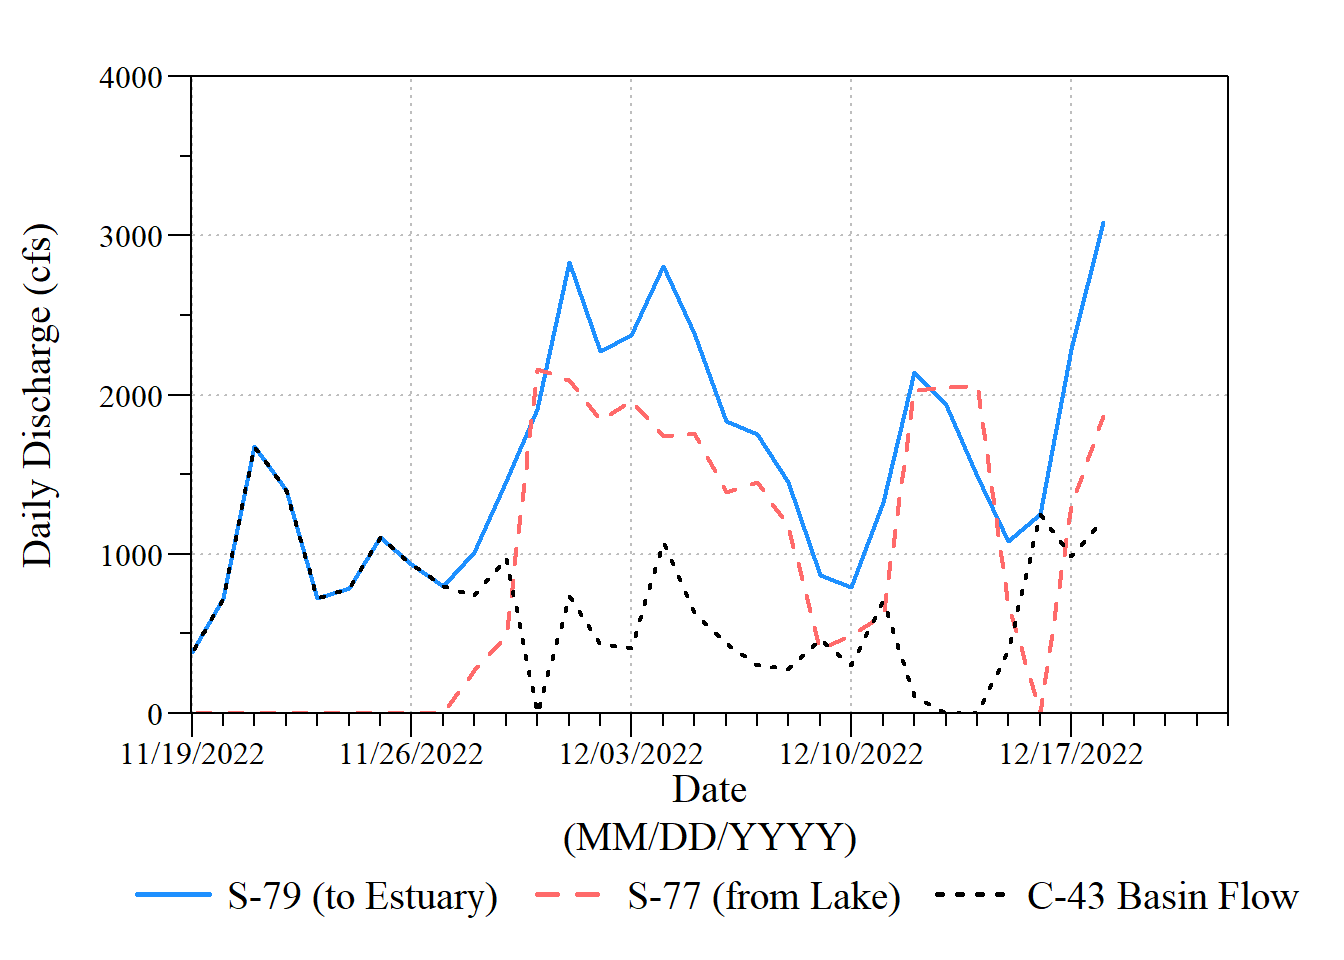 Daily Discharge (cfs)
4000
3000
2000
1000
0
11/19/2022 11/26/2022 12/03/2022 12/10/2022 12/17/2022
Date
(MM/DD/YYYY)
S-79 (to Estuary) S-77 (from Lake) C-43 Basin Flow